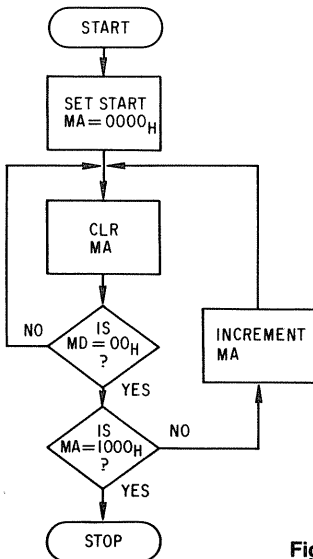 START
SET START
MA=0000H
CLR
MA
NO
IS
MD=00H
?
YES
INCREMENT
MA
IS
MA=1000H
?
NO
YES
STOP
Fig